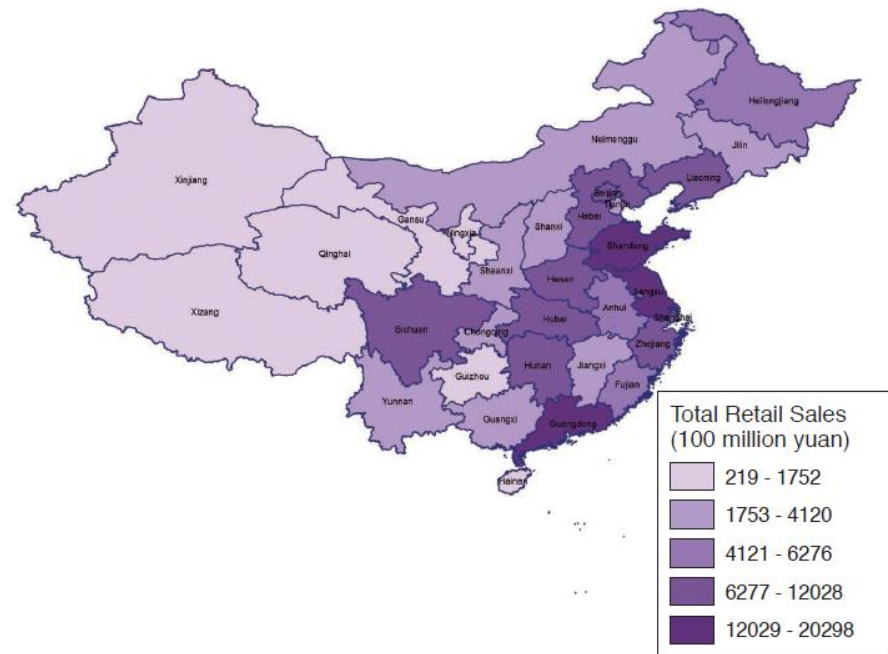 Heilongjiang
Neimenggu
Jilin
Xinjiang
Liaoning
Beijing
Tianjin
Gansu
Hebei
Ningxia
Shanxi
Qinghai
Shandong
Shaanxi
Henan
Jiangsu
Xizang
Anhui
Shanghai
Sichuan
Hubei
Chongqing
Zhejiang
Hunan
Jiangxi
Guizhou
Fujian
Yunnan
Guangxi
Guangdong
Hainan
Total Retail Sales
(100 million yuan)
219 - 1752
1753 - 4120
4121 - 6276
6277 - 12028
12029 - 20298